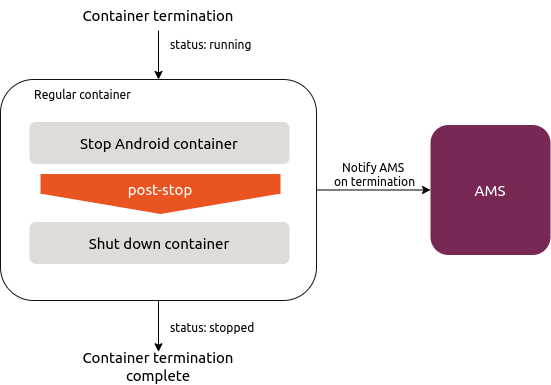 Container termination
status: running
Regular container
Stop Android container
post-stop
Shut down container
Notify AMS
on termination
AMS
status: stopped
Container termination
complete